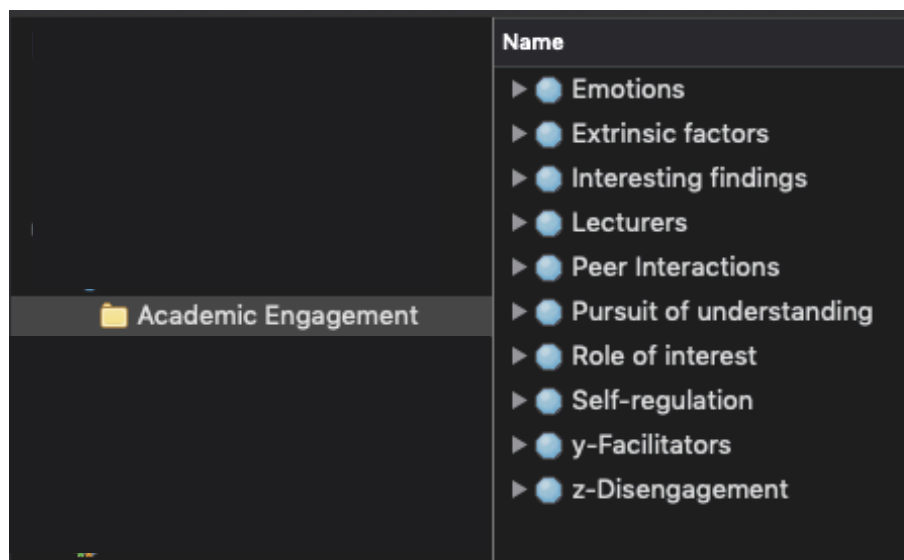 Academic Engagement
Name
Emotions
Extrinsic factors
Interesting findings
Lecturers
Peer Interactions
Pursuit of understanding
Role of interest
Self-regulation
y-Facilitators
z-Disengagement